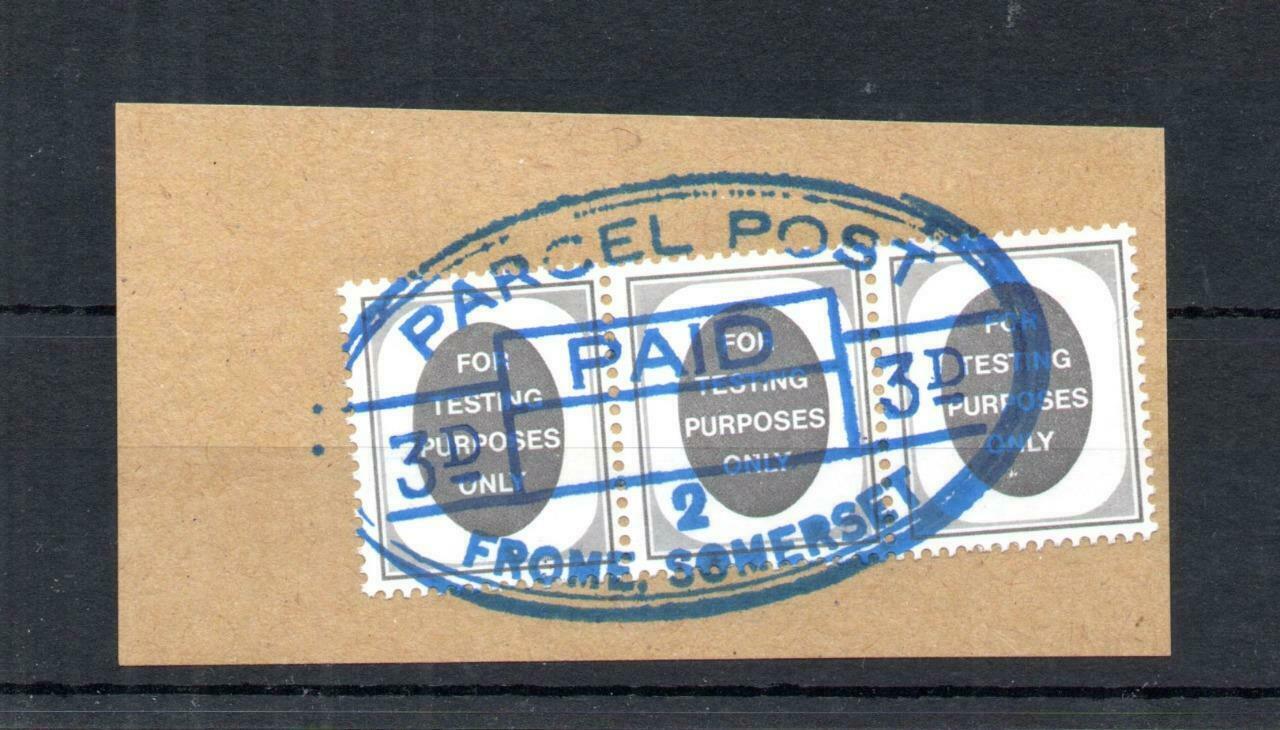 PARCEL POST
PAID
3D
3D
2
FROME, SOMERSET
FOR
TESTING
PURPOSES
ONLY
FOR
TESTING
PURPOSES
ONLY
FOR
TESTING
PURPOSES
ONLY